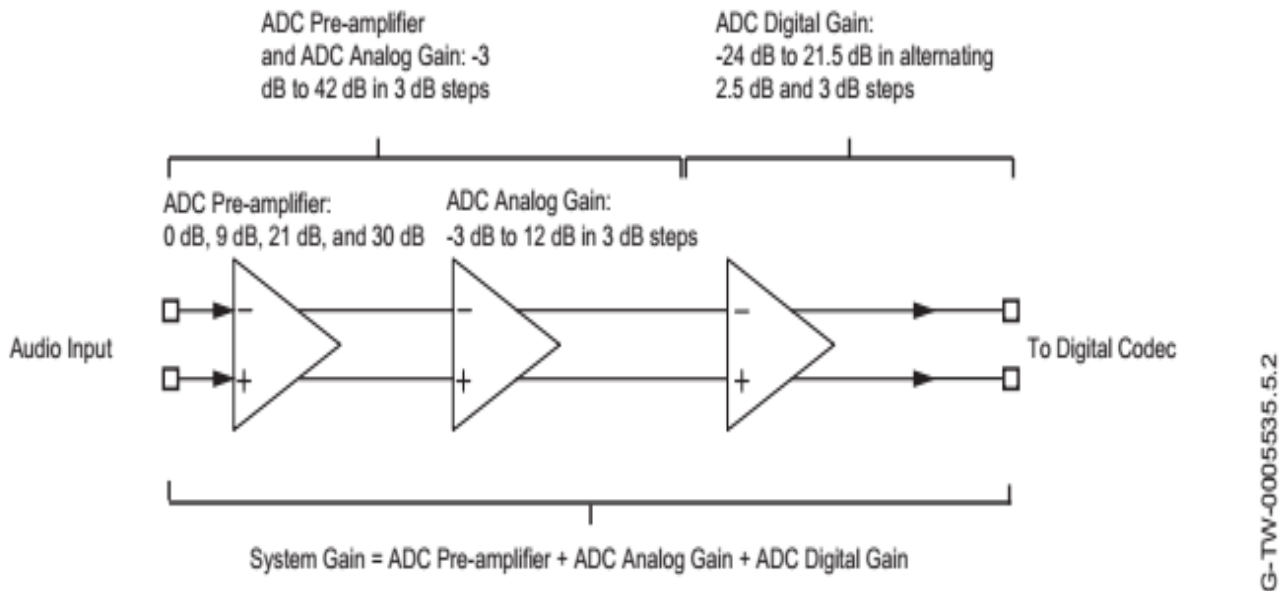 ADC Pre-amplifier
and ADC Analog Gain: -3
dB to 42 dB in 3 dB steps
ADC Digital Gain:
-24 dB to 21.5 dB in alternating
2.5 dB and 3 dB steps
ADC Pre-amplifier:
0 dB, 9 dB, 21 dB, and 30 dB
ADC Analog Gain:
-3 dB to 12 dB in 3 dB steps
Audio Input
− − −
+ + +
To Digital Codec
System Gain = ADC Pre-amplifier + ADC Analog Gain + ADC Digital Gain
G-TW-0005535.5.2